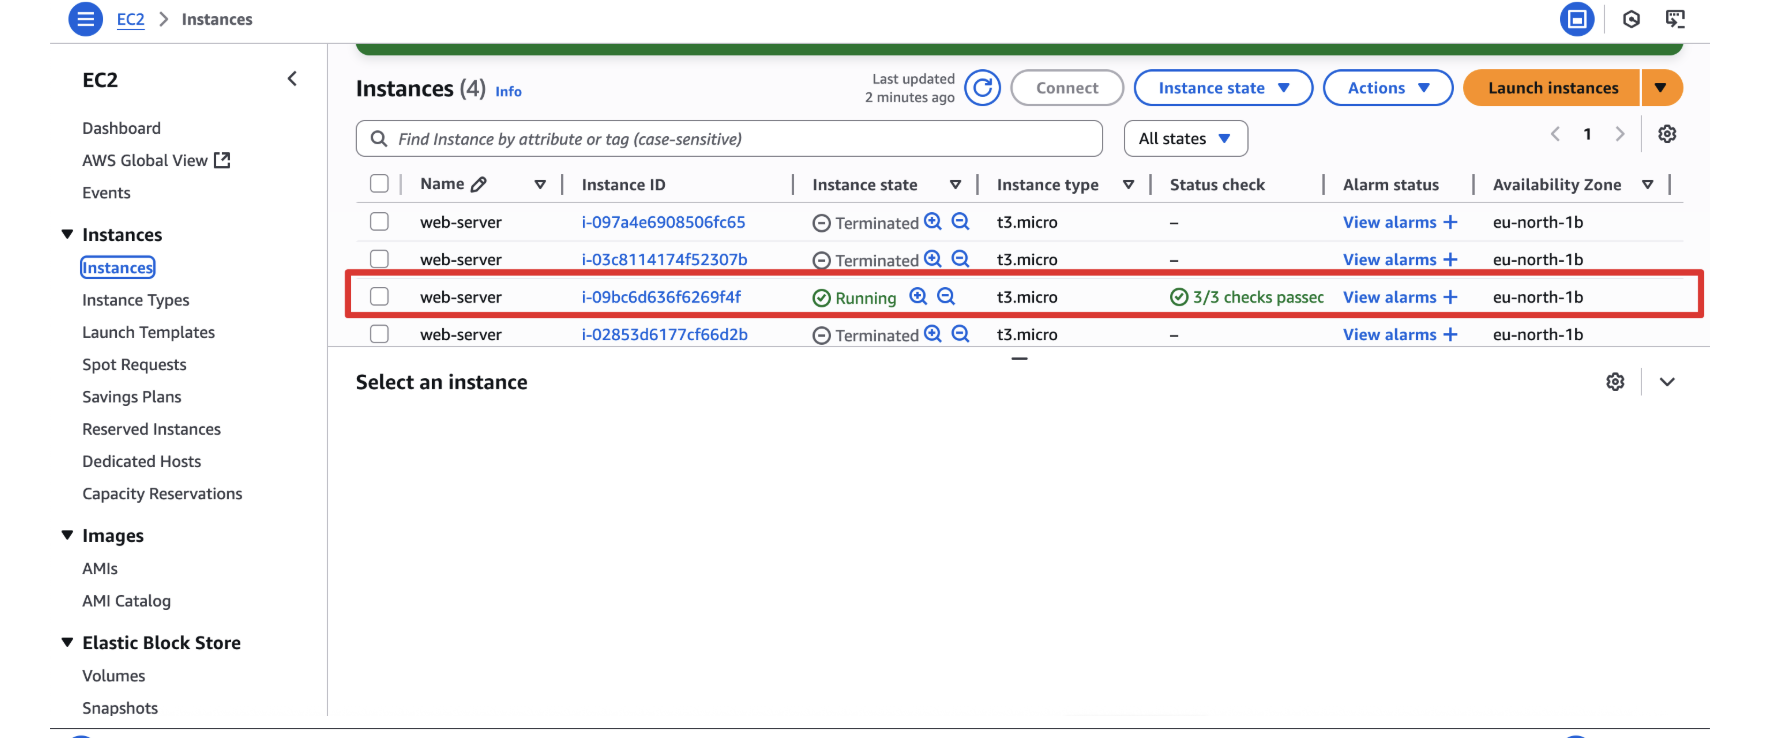 EC2 > Instances
EC2
Dashboard
AWS Global View
Events
Instances
Instances
Instance Types
Launch Templates
Spot Requests
Savings Plans
Reserved Instances
Dedicated Hosts
Capacity Reservations
Images
AMIs
AMI Catalog
Elastic Block Store
Volumes
Snapshots
Instances (4) Info
Last updated
2 minutes ago
Connect
Instance state
Actions
Launch instances
Find Instance by attribute or tag (case-sensitive)
All states
1
Name Instance ID Instance state Instance type Status check Alarm status Availability Zone
web-server i-097a4e6908506fc65 Terminated t3.micro – View alarms + eu-north-1b
web-server i-03c8114174f52307b Terminated t3.micro – View alarms + eu-north-1b
web-server i-09bc6d636f6269f4f Running t3.micro 3/3 checks passec View alarms + eu-north-1b
web-server i-02853d6177cf66d2b Terminated t3.micro – View alarms + eu-north-1b
Select an instance